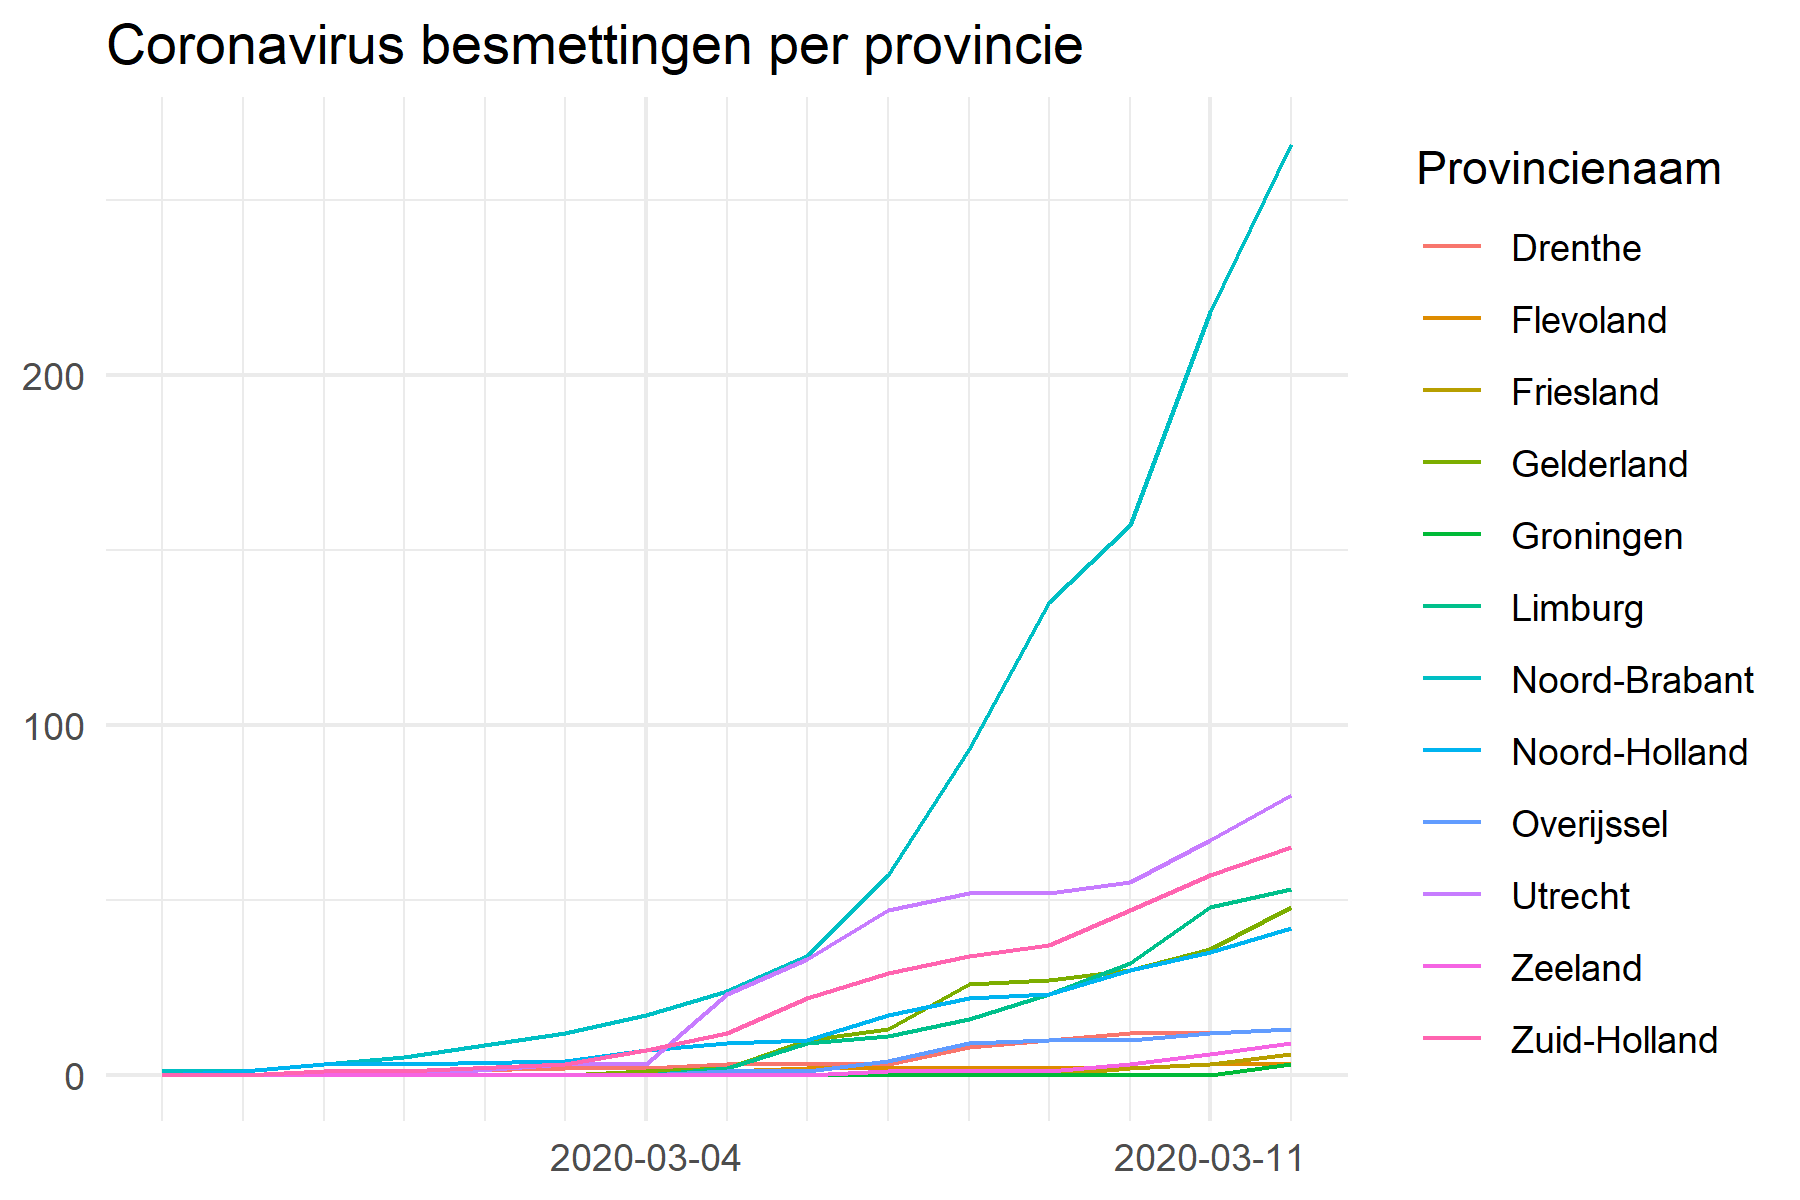 Coronavirus besmettingen per provincie
Provincienaam
Drenthe
Flevoland
Friesland
Gelderland
Groningen
Limburg
Noord-Brabant
Noord-Holland
Overijssel
Utrecht
Zeeland
Zuid-Holland
200
100
0
2020-03-04
2020-03-11